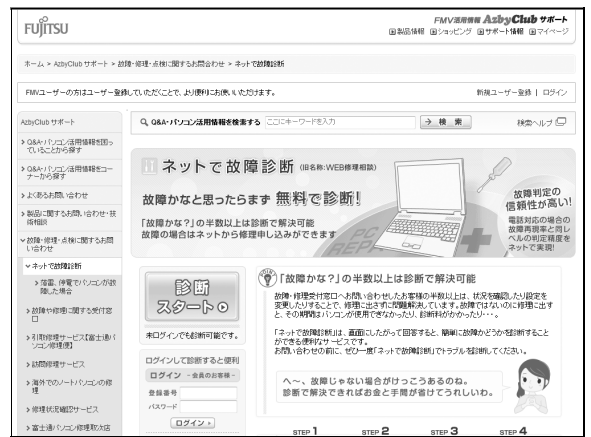 FUJITSU
FMV活用情報 AzbyClub サポート
製品情報 ショッピング サポート情報 マイページ
ホーム > AzbyClub サポート > 故障・修理・点検に関するお問合わせ > ネットで故障診断
FMVユーザーの方はユーザー登録していただくことで、より便利にお使いいただけます。
新規ユーザー登録 | ログイン
AzbyClub サポート
Q&A・パソコン活用情報を困っていることから探す
Q&A・パソコン活用情報をコーナーから探す
よくあるお問い合わせ
製品に関するお問い合わせ・技術相談
故障・修理・点検に関するお問い合わせ
ネットで故障診断
落雷、停電でパソコンが故障した場合
故障や修理に関する受付窓口
引取修理サービス【富士通パソコン修理便】
訪問修理サービス
海外でのノートパソコンの修理
修理状況確認サービス
富士通パソコン修理取次店
Q&A・パソコン活用情報を検索する
ここにキーワードを入力
検 索
検索ヘルプ
ネットで故障診断 (旧名称:WEB修理相談)
故障かなと思ったらまず 無料で診断!
「故障かな?」の半数以上は診断で解決可能
故障の場合はネットから修理申し込みができます
PC REPAIR
故障判定の
信頼性が高い!
電話対応の場合の
故障再現率と同レ
ベルの判定精度を
ネットで実現!
診断
スタート
未ログインでも診断可能です。
ログインして診断すると便利
ログイン -会員のお客様-
登録番号
パスワード
ログイン
POINT
「故障かな?」の半数以上は診断で解決可能
故障・修理受付窓口へお問い合わせしたお客様の半数以上は、状況を確認したり設定を
変更したりすることで、修理に出さずに問題解決しています。故障ではないのに修理に出す
と、その期間はパソコンが使用できなかったり、診断料がかかったり・・・。
「ネットで故障診断」は、画面にしたがって回答すると、簡単に故障かどうかを診断すること
ができる便利なサービスです。
お問い合わせの前に、ぜひ一度「ネットで故障診断」でトラブルを診断してください。
へ～、故障じゃない場合がけっこうあるのね。
診断で解決できればお金と手間が省けてうれしいわ。
STEP 1 STEP 2 STEP 3 STEP 4